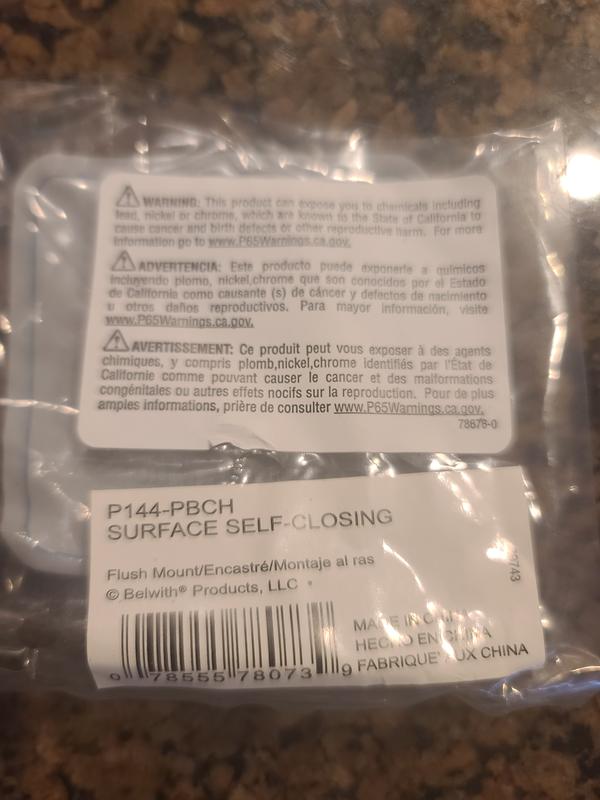 WARNING: This product can expose you to chemicals including
lead, nickel or chrome, which are known to the State of California to
cause cancer and birth defects or other reproductive harm. For more
information go to www.P65Warnings.ca.gov.
ADVERTENCIA: Este producto puede exponerle a químicos
incluyendo plomo, nickel,chrome que son conocidos por el Estado
de California como causante (s) de cáncer y defectos de nacimiento
u otros daños reproductivos. Para mayor información, visite
www.P65Warnings.ca.gov.
AVERTISSEMENT: Ce produit peut vous exposer à des agents
chimiques, y compris plomb,nickel,chrome identifiés par l'État de
Californie comme pouvant causer le cancer et des malformations
congénitales ou autres effets nocifs sur la reproduction. Pour de plus
amples informations, prière de consulter www.P65Warnings.ca.gov.
78678-0
P144-PBCH
SURFACE SELF-CLOSING
Flush Mount/Encastré/Montaje al ras
© Belwith® Products, LLC
0 78555 78073 9
MADE IN CHINA
HECHO EN CHINA
CHINA